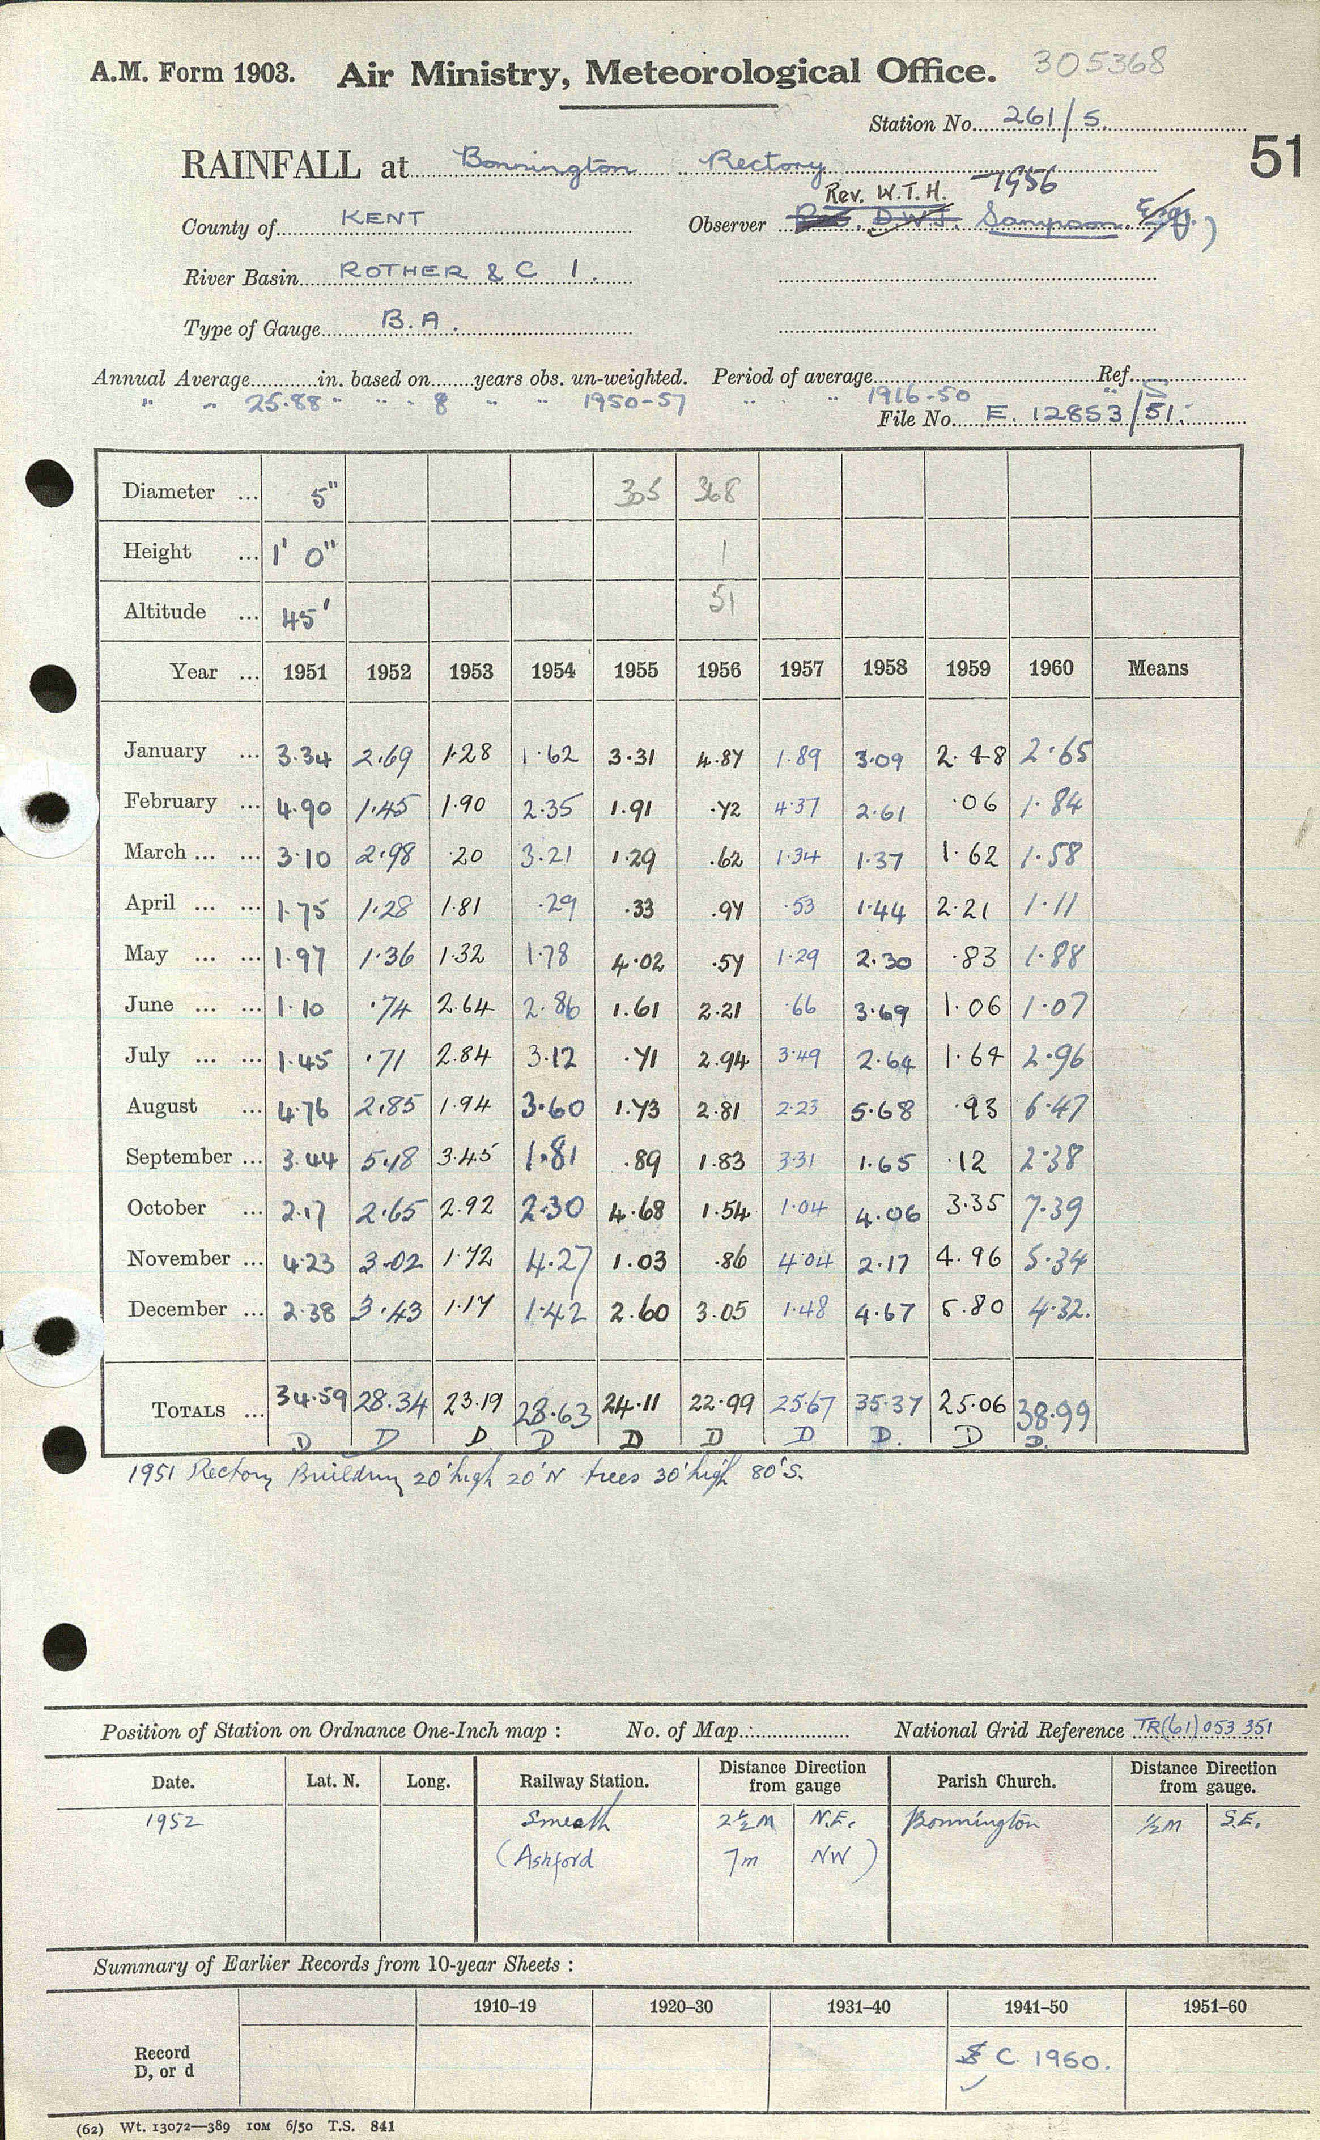 305368
A.M. Form 1903. Air Ministry, Meteorological Office.
Station No. 261/5.
51
RAINFALL at Bonnington Rectory
-1956
Rev. W.T.H.
County of KENT Observer D.W.J. Sampson. Esq.)
River Basin ROTHER & C 1.
Type of Gauge B.A.
Annual Average in. based on years obs. un-weighted. Period of average Ref. S
" " 25.88 " " " 8 " " 1950-57 " " " 1916-50 "
File No. E. 12853/51.
Diameter ... 5" 305 368
Height ... 1' 0" 1
Altitude ... 45' 51
Year ... 1951 1952 1953 1954 1955 1956 1957 1958 1959 1960 Means
January ... 3.34 2.69 1.28 1.62 3.31 4.87 1.89 3.09 2.48 2.65
February ... 4.90 1.45 1.90 2.35 1.91 .72 4.37 2.61 .06 1.84
March ... ... 3.10 2.98 .20 3.21 1.29 .62 1.34 1.37 1.62 1.58
April ... ... 1.75 1.28 1.81 .29 .33 .97 .53 1.44 2.21 1.11
May ... ... 1.97 1.36 1.32 1.78 4.02 .57 1.29 2.30 .83 1.88
June ... ... 1.10 .74 2.64 2.86 1.61 2.21 .66 3.69 1.06 1.07
July ... ... 1.45 .71 2.84 3.12 .71 2.94 3.49 2.64 1.64 2.96
August ... 4.76 2.85 1.94 3.60 1.73 2.81 2.23 5.68 .93 6.47
September ... 3.44 5.18 3.45 1.81 .89 1.83 3.31 1.65 .12 2.38
October ... 2.17 2.65 2.92 2.30 4.68 1.54 1.04 4.06 3.35 7.39
November ... 4.23 3.02 1.72 4.27 1.03 .86 4.04 2.17 4.96 5.34
December ... 2.38 3.43 1.17 1.42 2.60 3.05 1.48 4.67 5.80 4.32.
TOTALS ... 34.59 28.34 23.19 28.63 24.11 22.99 25.67 35.37 25.06 38.99
D D D D D D D D. D D.
1951 Rectory Building 20' high 20' N trees 30' high 80' S.
Position of Station on Ordnance One-Inch map : No. of Map. : National Grid Reference TR(61) 053 351
Date. Lat. N. Long. Railway Station. Distance Direction from gauge Parish Church. Distance Direction from gauge.
1952 Smeeth 2½ M N.E. Bonnington ½ M S.E.
(Ashford 7m NW)
Summary of Earlier Records from 10-year Sheets :
1910–19 1920–30 1931–40 1941–50 1951–60
Record
D, or d
C 1960.
(62) Wt. 13072—389 10M 6/50 T.S. 841